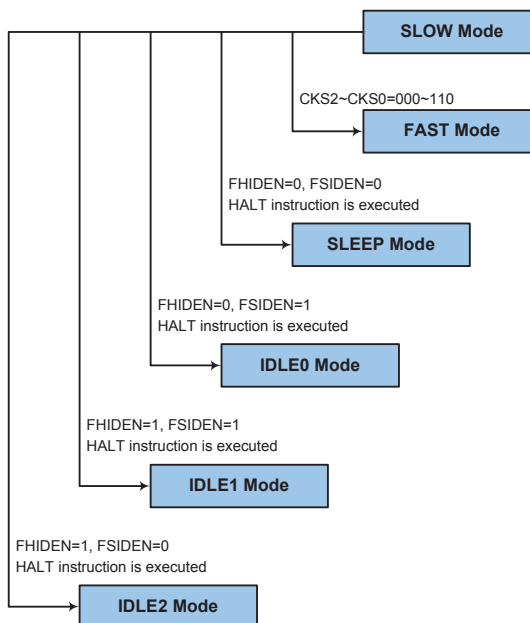 SLOW Mode
CKS2~CKS0=000~110
FAST Mode
FHIDEN=0, FSIDEN=0
HALT instruction is executed
SLEEP Mode
FHIDEN=0, FSIDEN=1
HALT instruction is executed
IDLE0 Mode
FHIDEN=1, FSIDEN=1
HALT instruction is executed
IDLE1 Mode
FHIDEN=1, FSIDEN=0
HALT instruction is executed
IDLE2 Mode